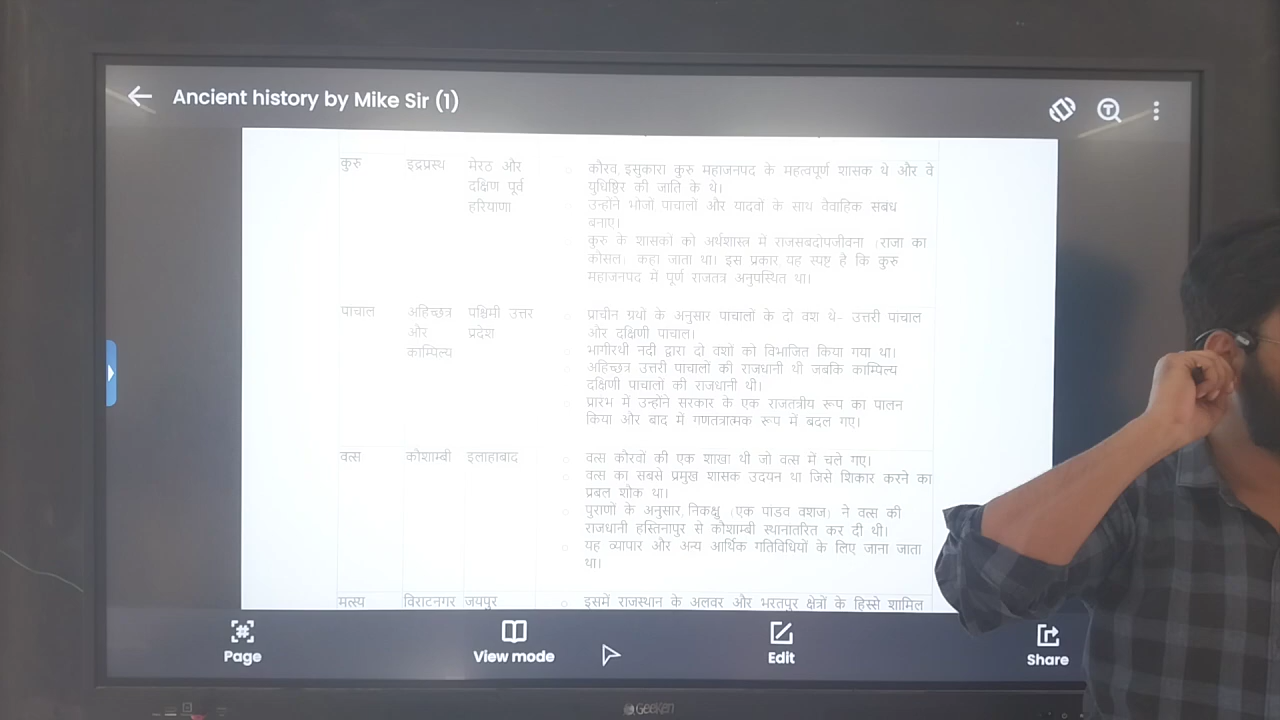 Ancient history by Mike Sir (1)
कुरु इंद्रप्रस्थ मेरठ और दक्षिण पूर्व हरियाणा
कौरव, इसुकारा कुरु महाजनपद के महत्वपूर्ण शासक थे और वे
युधिष्ठिर की जाति के थे।
उन्होंने भोजों, पांचालों और यादवों के साथ वैवाहिक संबंध
बनाए।
कुरु के शासकों को अर्थशास्त्र में राजसबदोपजीवना (राजा का
कौंसल) कहा जाता था। इस प्रकार, यह स्पष्ट है कि कुरु
महाजनपद में पूर्ण राजतंत्र अनुपस्थित था।
पांचाल अहिच्छत्र और काम्पिल्य पश्चिमी उत्तर प्रदेश
प्राचीन ग्रंथों के अनुसार पांचालों के दो वंश थे- उत्तरी पांचाल
और दक्षिणी पांचाल।
भागीरथी नदी द्वारा दो वंशों को विभाजित किया गया था।
अहिच्छत्र उत्तरी पांचालों की राजधानी थी जबकि काम्पिल्य
दक्षिणी पांचालों की राजधानी थी।
प्रारंभ में उन्होंने सरकार के एक राजतंत्रीय रूप का पालन
किया और बाद में गणतंत्रात्मक रूप में बदल गए।
वत्स कौशाम्बी इलाहाबाद
वत्स कौरवों की एक शाखा थी जो वत्स में चले गए।
वत्स का सबसे प्रमुख शासक उदयन था जिसे शिकार करने का
प्रबल शौक था।
पुराणों के अनुसार, निकक्षु (एक पांडव वंशज) ने वत्स की
राजधानी हस्तिनापुर से कौशाम्बी स्थानांतरित कर दी थी।
यह व्यापार और अन्य आर्थिक गतिविधियों के लिए जाना जाता
था।
मत्स्य विराटनगर जयपुर
इसमें राजस्थान के अलवर और भरतपुर क्षेत्रों के हिस्से शामिल
Page View mode Edit Share
GeeKen